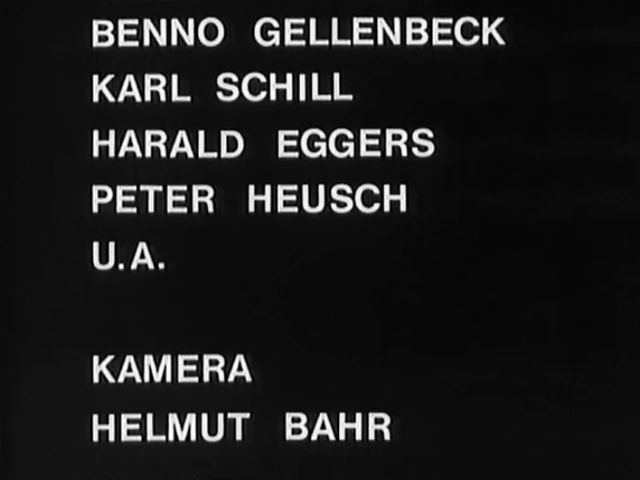 BENNO GELLENBECK
KARL SCHILL
HARALD EGGERS
PETER HEUSCH
U.A.
KAMERA
HELMUT BAHR